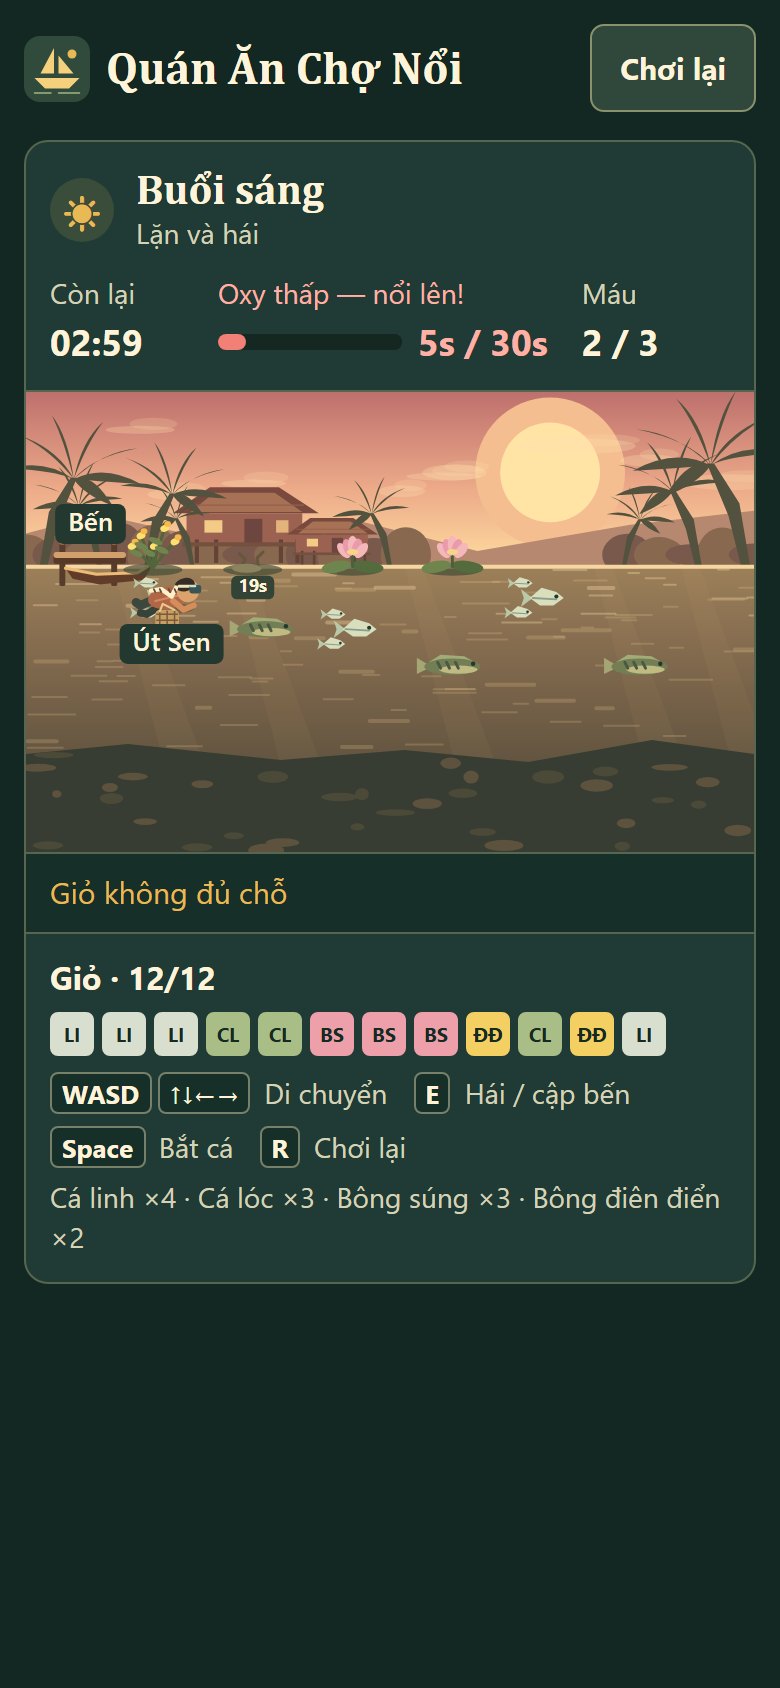 Quán Ăn Chợ Nổi
Chơi lại
Buổi sáng
Lặn và hái
Còn lại
Oxy thấp — nổi lên!
Máu
02:59
5s / 30s
2 / 3
Bến
19s
Út Sen
Giỏ không đủ chỗ
Giỏ · 12/12
LI LI LI CL CL BS BS BS ĐĐ CL ĐĐ LI
WASD ↑↓←→ Di chuyển E Hái / cập bến
Space Bắt cá R Chơi lại
Cá linh ×4 · Cá lóc ×3 · Bông súng ×3 · Bông điên điển
×2